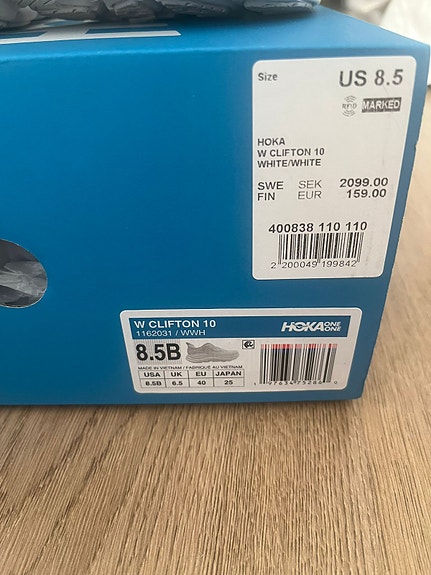 Size US 8.5
RFID MARKED
HOKA
W CLIFTON 10
WHITE/WHITE
SWE SEK 2099.00
FIN EUR 159.00
400838 110 110
2 200049 199842
W CLIFTON 10
1162031 / WWH
HOKA ONE ONE
8.5B
MADE IN VIETNAM / FABRIQUÉ AU VIETNAM
USA UK EU JAPAN
8.5B 6.5 40 25